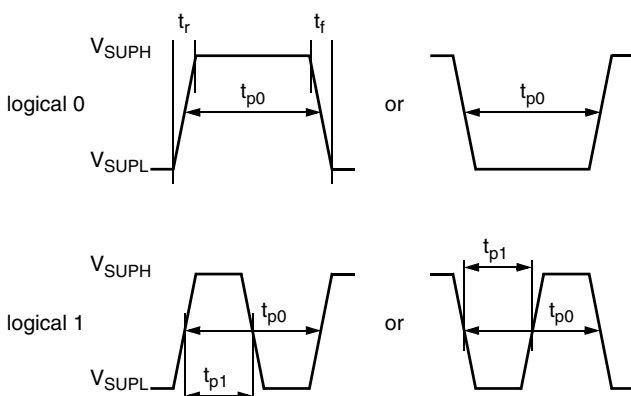 t_r t_f
V_SUPH
t_p0 t_p0
logical 0 or
V_SUPL
V_SUPH t_p1
logical 1 t_p0 or t_p0
V_SUPL t_p1